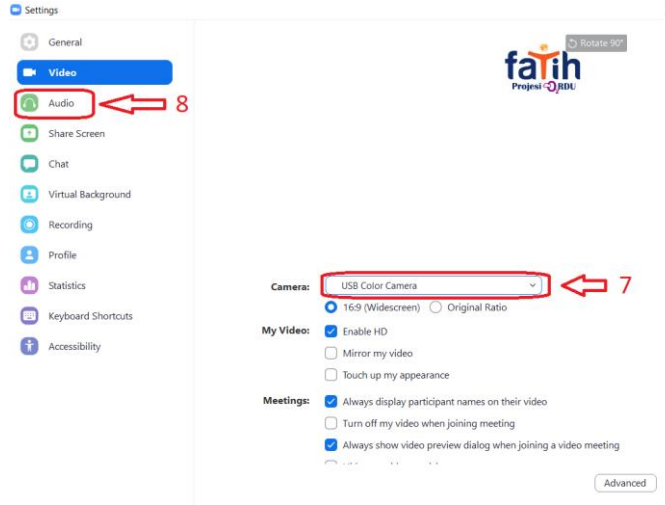 Settings
General
Video
Audio
8
Share Screen
Chat
Virtual Background
Recording
Profile
Statistics
Keyboard Shortcuts
Accessibility
Rotate 90°
fatih
Projesi ORDU
Camera: USB Color Camera
7
16:9 (Widescreen) Original Ratio
My Video: Enable HD
Mirror my video
Touch up my appearance
Meetings: Always display participant names on their video
Turn off my video when joining meeting
Always show video preview dialog when joining a video meeting
Advanced